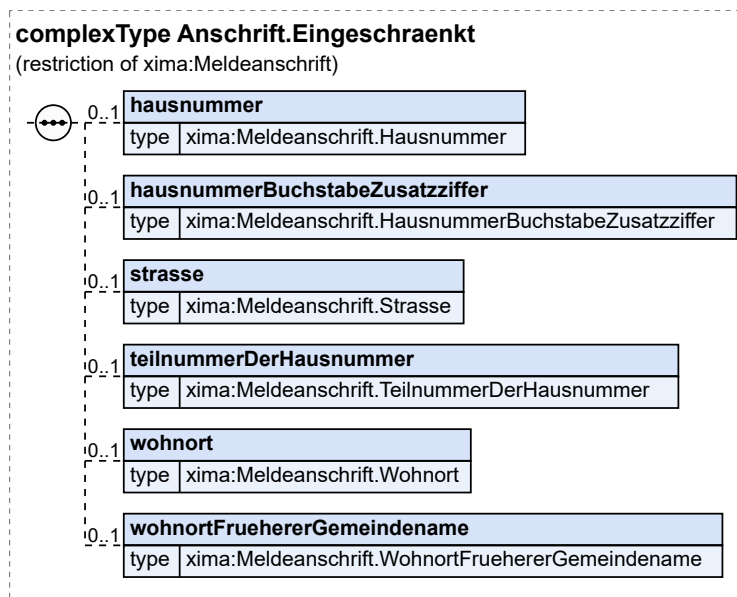 complexType Anschrift.Eingeschraenkt
(restriction of xima:Meldeanschrift)
0..1 hausnummer
type xima:Meldeanschrift.Hausnummer
0..1 hausnummerBuchstabeZusatzziffer
type xima:Meldeanschrift.HausnummerBuchstabeZusatzziffer
0..1 strasse
type xima:Meldeanschrift.Strasse
0..1 teilnummerDerHausnummer
type xima:Meldeanschrift.TeilnummerDerHausnummer
0..1 wohnort
type xima:Meldeanschrift.Wohnort
0..1 wohnortFruehererGemeindename
type xima:Meldeanschrift.WohnortFruehererGemeindename